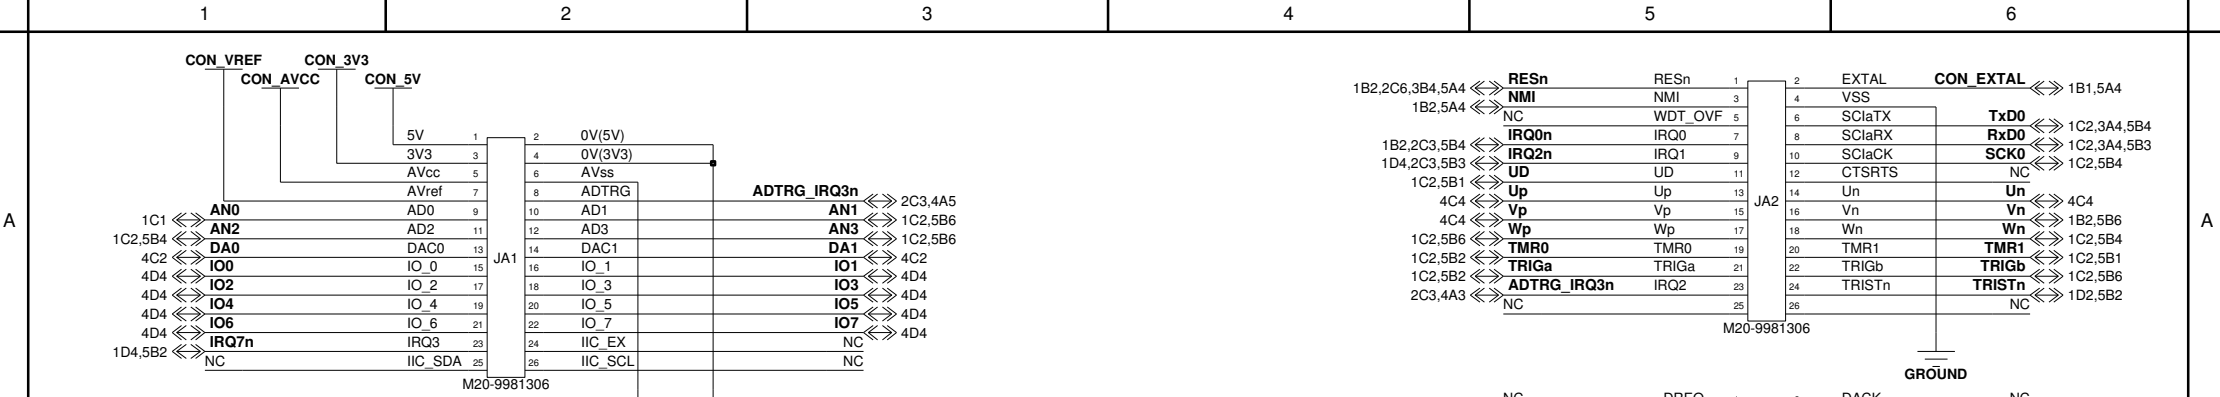 1 2 3 4 5 6
CON_VREF CON_3V3
CON_AVCC CON_5V
5V 1 2 0V(5V)
3V3 3 4 0V(3V3)
AVcc 5 6 AVss
AVref 7 8 ADTRG ADTRG_IRQ3n 2C3,4A5
1C1 AN0 AD0 9 10 AD1 AN1 1C2,5B6
1C2,5B4 AN2 AD2 11 12 AD3 AN3 1C2,5B6
4C2 DA0 DAC0 13 14 DAC1 DA1 4C2
4D4 IO0 IO_0 15 16 IO_1 IO1 4D4
4D4 IO2 IO_2 17 18 IO_3 IO3 4D4
4D4 IO4 IO_4 19 20 IO_5 IO5 4D4
4D4 IO6 IO_6 21 22 IO_7 IO7 4D4
1D4,5B2 IRQ7n IRQ3 23 24 IIC_EX NC
NC IIC_SDA 25 26 IIC_SCL NC
JA1
M20-9981306
1B2,2C6,3B4,5A4 RESn RESn 1 2 EXTAL CON_EXTAL 1B1,5A4
1B2,5A4 NMI NMI 3 4 VSS
NC WDT_OVF 5 6 SCIaTX TxD0 1C2,3A4,5B4
1B2,2C3,5B4 IRQ0n IRQ0 7 8 SCIaRX RxD0 1C2,3A4,5B3
1D4,2C3,5B3 IRQ2n IRQ1 9 10 SCIaCK SCK0 1C2,5B4
1C2,5B1 UD UD 11 12 CTSRTS NC
4C4 Up Up 13 14 Un Un 4C4
4C4 Vp Vp 15 16 Vn Vn 1B2,5B6
1C2,5B6 Wp Wp 17 18 Wn Wn 1C2,5B4
1C2,5B2 TMR0 TMR0 19 20 TMR1 TMR1 1C2,5B1
1C2,5B2 TRIGa TRIGa 21 22 TRIGb TRIGb 1C2,5B6
2C3,4A3 ADTRG_IRQ3n IRQ2 23 24 TRISTn TRISTn 1D2,5B2
NC 25 26 NC
JA2
M20-9981306
GROUND
A A